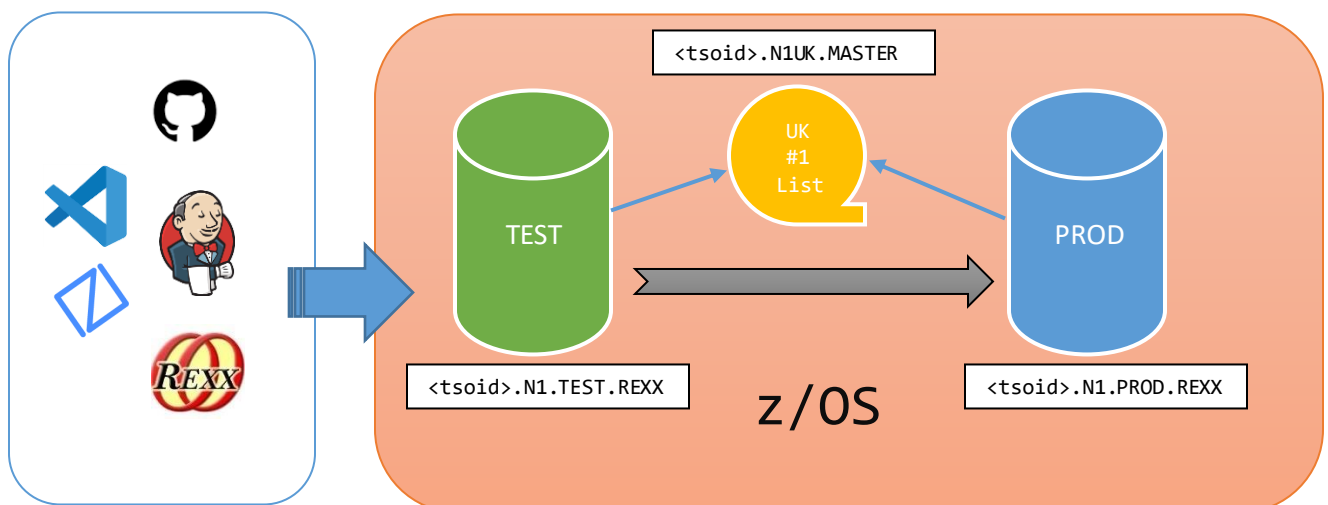 <tsoid>.N1UK.MASTER
UK
#1
List
TEST
PROD
REXX
<tsoid>.N1.TEST.REXX
<tsoid>.N1.PROD.REXX
z/OS